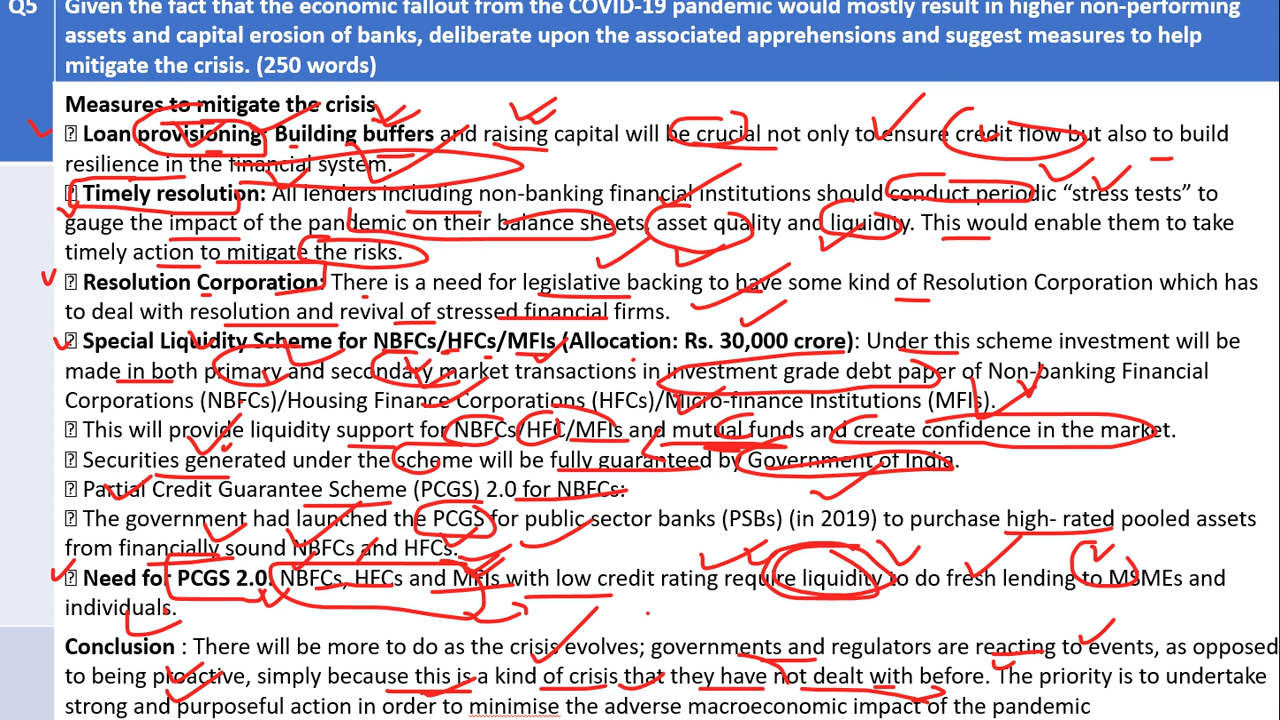 Q5
Given the fact that the economic fallout from the COVID-19 pandemic would mostly result in higher non-performing
assets and capital erosion of banks, deliberate upon the associated apprehensions and suggest measures to help
mitigate the crisis. (250 words)
Measures to mitigate the crisis
Loan provisioning: Building buffers and raising capital will be crucial not only to ensure credit flow but also to build
resilience in the financial system.
Timely resolution: All lenders including non-banking financial institutions should conduct periodic “stress tests” to
gauge the impact of the pandemic on their balance sheets, asset quality and liquidity. This would enable them to take
timely action to mitigate the risks.
Resolution Corporation: There is a need for legislative backing to have some kind of Resolution Corporation which has
to deal with resolution and revival of stressed financial firms.
Special Liquidity Scheme for NBFCs/HFCs/MFIs (Allocation: Rs. 30,000 crore): Under this scheme investment will be
made in both primary and secondary market transactions in investment grade debt paper of Non-banking Financial
Corporations (NBFCs)/Housing Finance Corporations (HFCs)/Micro-finance Institutions (MFIs).
This will provide liquidity support for NBFCs/HFC/MFIs and mutual funds and create confidence in the market.
Securities generated under the scheme will be fully guaranteed by Government of India.
Partial Credit Guarantee Scheme (PCGS) 2.0 for NBFCs:
The government had launched the PCGS for public sector banks (PSBs) (in 2019) to purchase high- rated pooled assets
from financially sound NBFCs and HFCs.
Need for PCGS 2.0: NBFCs, HFCs and MFIs with low credit rating require liquidity to do fresh lending to MSMEs and
individuals.
Conclusion : There will be more to do as the crisis evolves; governments and regulators are reacting to events, as opposed
to being proactive, simply because this is a kind of crisis that they have not dealt with before. The priority is to undertake
strong and purposeful action in order to minimise the adverse macroeconomic impact of the pandemic